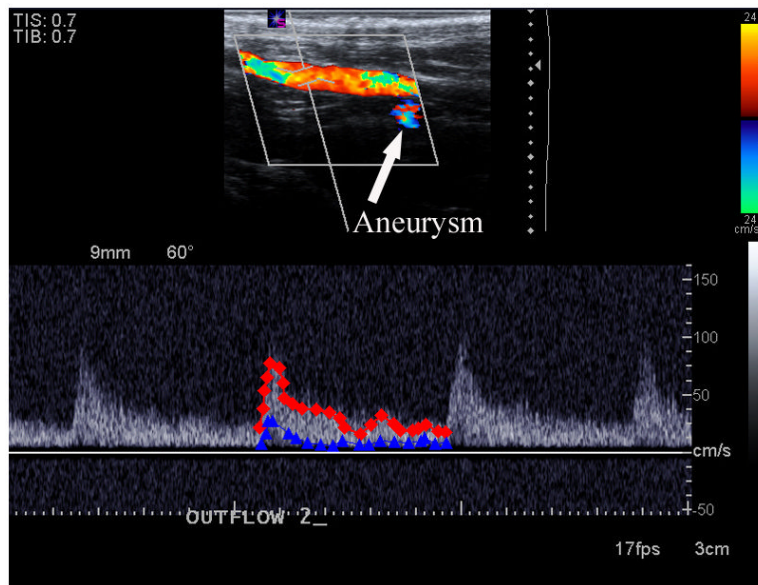 TIS: 0.7
TIB: 0.7
24
24
cm/s
Aneurysm
9mm 60°
150
100
50
cm/s
-50
OUTFLOW 2_
17fps 3cm